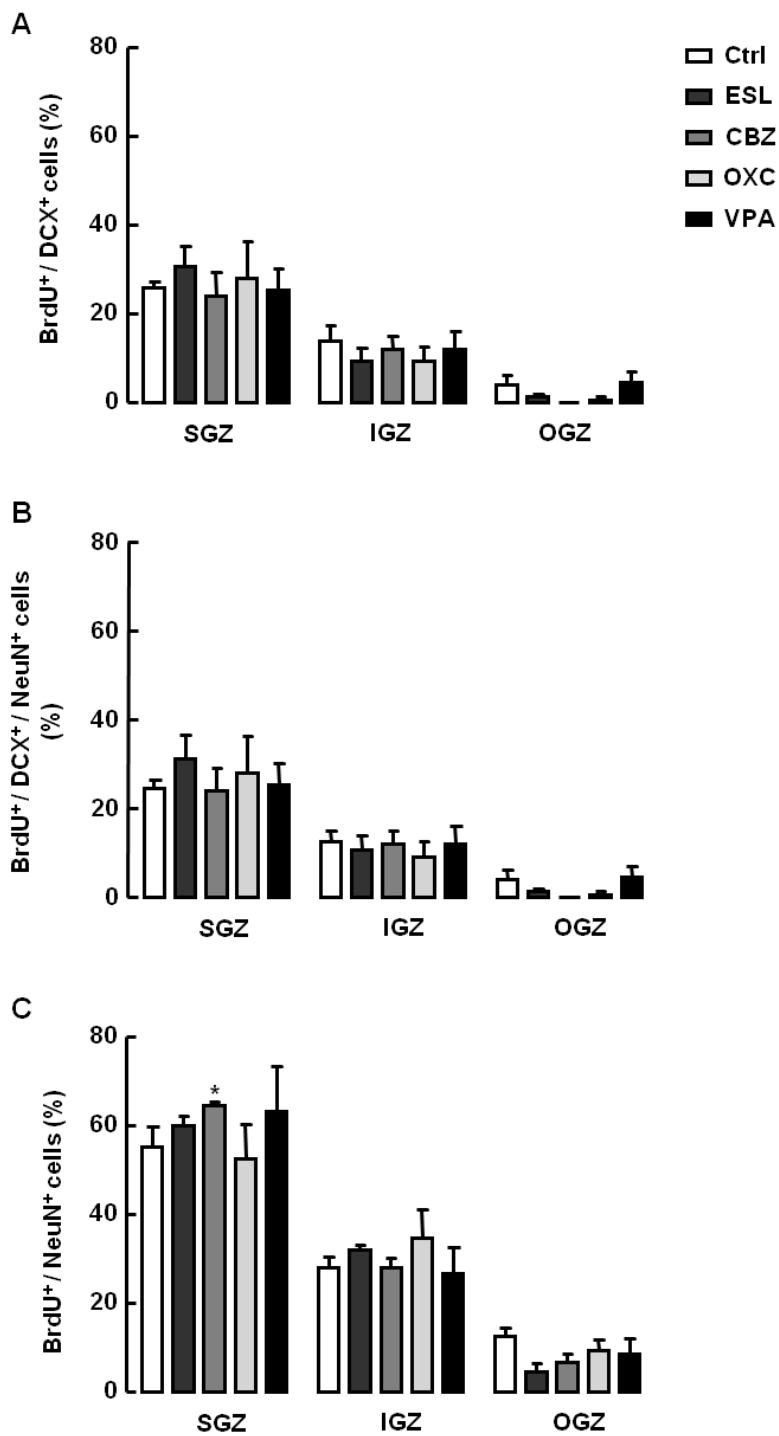 A
80
60
40
20
0
BrdU⁺ / DCX⁺ cells (%)
SGZ
IGZ
OGZ
Ctrl
ESL
CBZ
OXC
VPA
B
80
60
40
20
0
BrdU⁺ / DCX⁺ / NeuN⁺ cells
(%)
SGZ
IGZ
OGZ
C
80
60
40
20
0
BrdU⁺ / NeuN⁺ cells (%)
*
SGZ
IGZ
OGZ